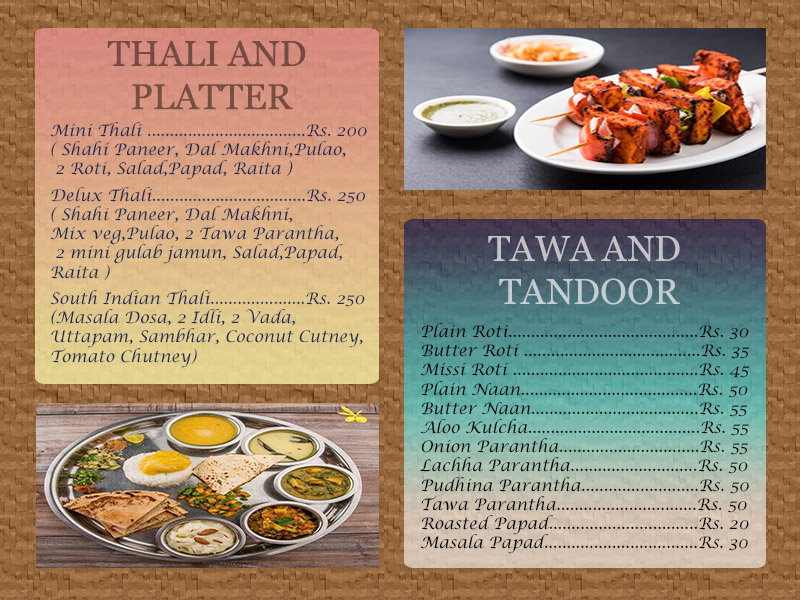 THALI AND
PLATTER
Mini Thali ..................................Rs. 200
( Shahi Paneer, Dal Makhni,Pulao,
2 Roti, Salad,Papad, Raita )
Delux Thali.................................Rs. 250
( Shahi Paneer, Dal Makhni,
Mix veg,Pulao, 2 Tawa Parantha,
2 mini gulab jamun, Salad,Papad,
Raita )
South Indian Thali.....................Rs. 250
(Masala Dosa, 2 Idli, 2 Vada,
Uttapam, Sambhar, Coconut Cutney,
Tomato Chutney)
TAWA AND
TANDOOR
Plain Roti.........................................Rs. 30
Butter Roti ......................................Rs. 35
Missi Roti ........................................Rs. 45
Plain Naan......................................Rs. 50
Butter Naan....................................Rs. 55
Aloo Kulcha.....................................Rs. 55
Onion Parantha..............................Rs. 55
Lachha Parantha............................Rs. 50
Pudhina Parantha.........................Rs. 50
Tawa Parantha...............................Rs. 50
Roasted Papad................................Rs. 20
Masala Papad.................................Rs. 30